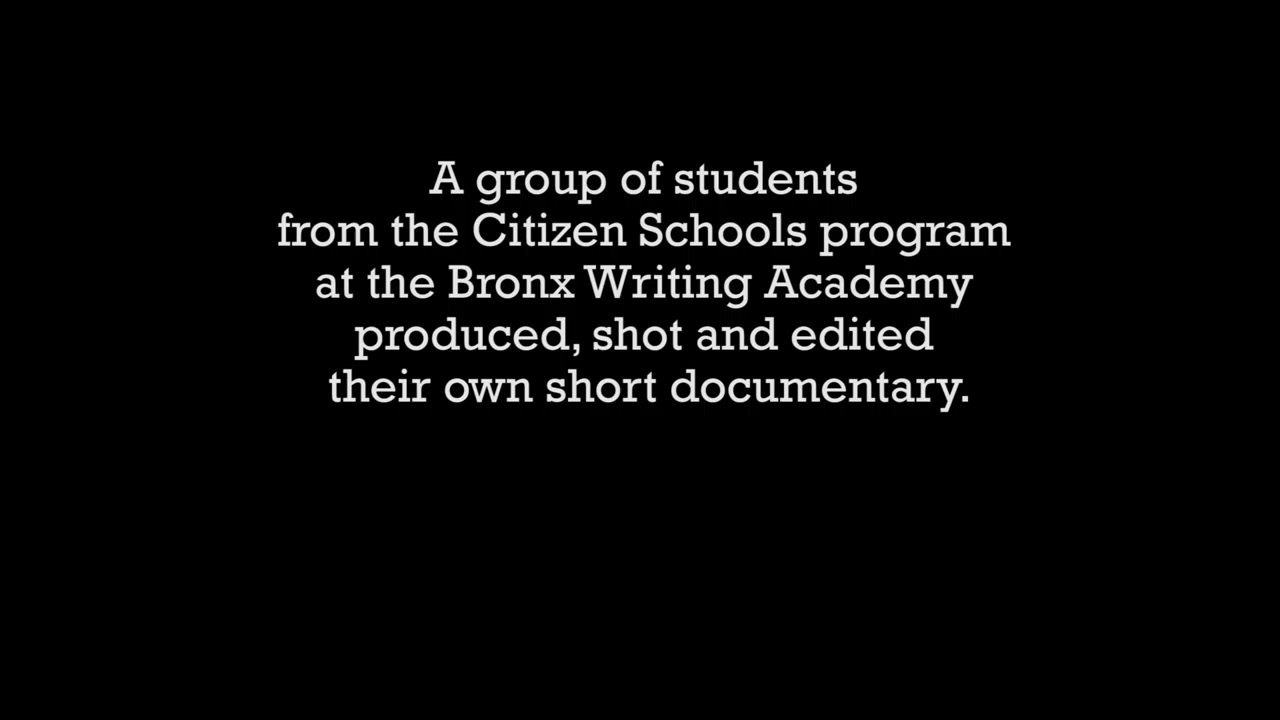 A group of students
from the Citizen Schools program
at the Bronx Writing Academy
produced, shot and edited
their own short documentary.